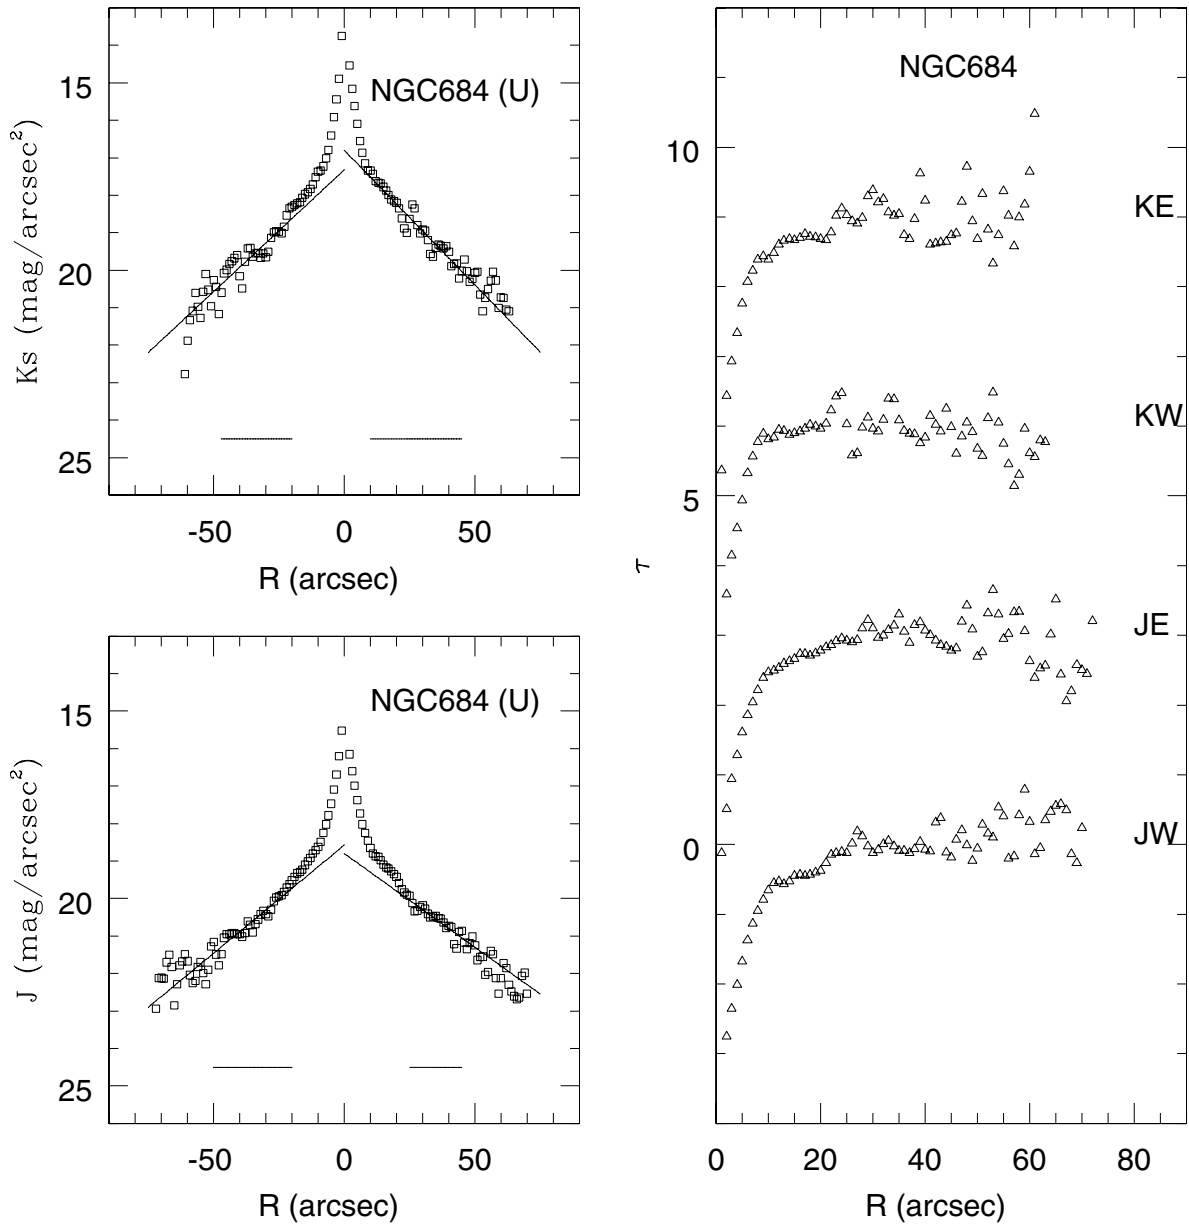 NGC684 (U)
15
20
25
Ks (mag/arcsec²)
-50 0 50
R (arcsec)
NGC684 (U)
15
20
25
J (mag/arcsec²)
-50 0 50
R (arcsec)
NGC684
10
5
0
τ
KE
KW
JE
JW
0 20 40 60 80
R (arcsec)